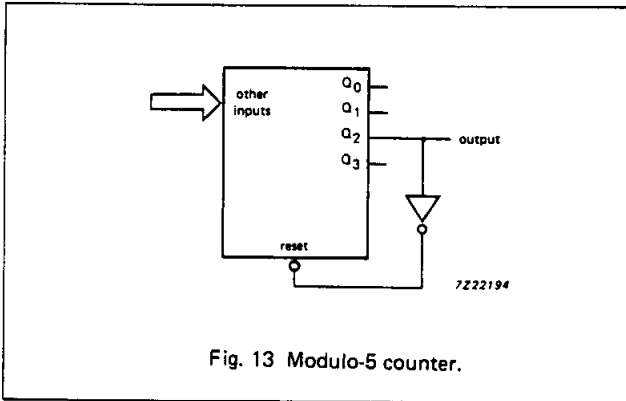 other
inputs
Q0
Q1
Q2
Q3
output
reset
7Z22194
Fig. 13 Modulo-5 counter.